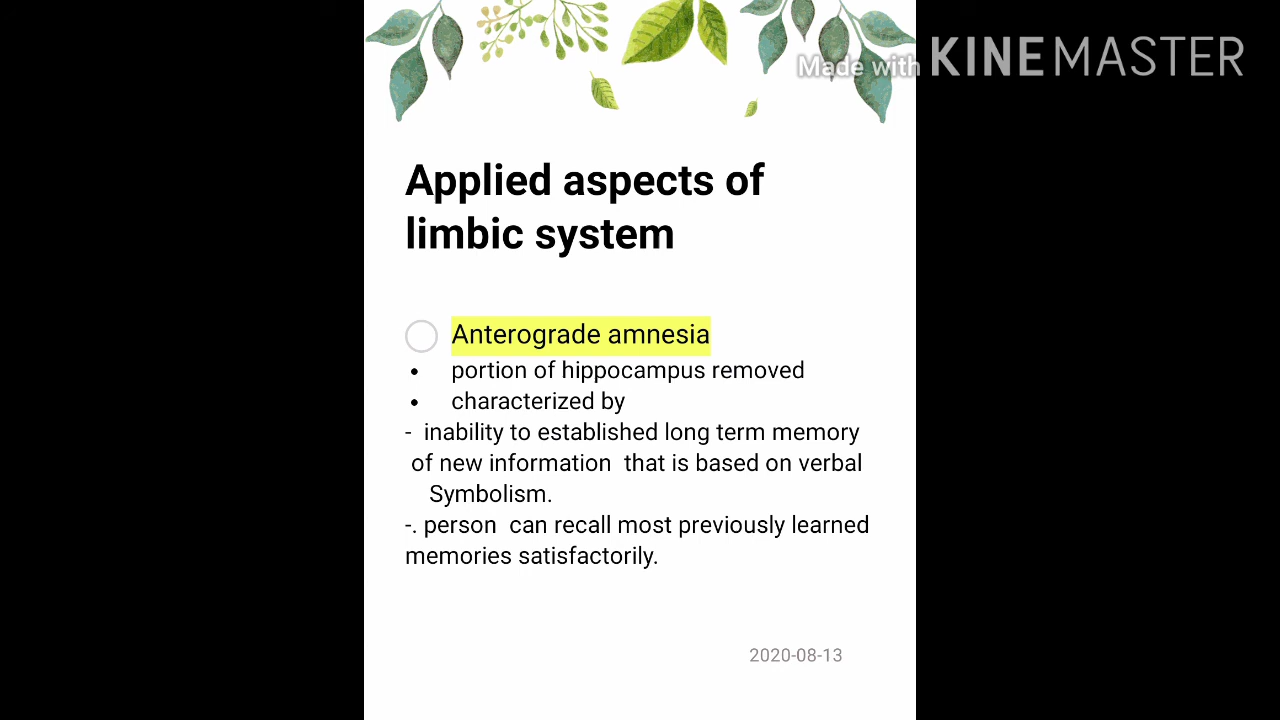 Made with KINEMASTER
Applied aspects of
limbic system
Anterograde amnesia
• portion of hippocampus removed
• characterized by
- inability to established long term memory
of new information that is based on verbal
Symbolism.
-. person can recall most previously learned
memories satisfactorily.
2020-08-13